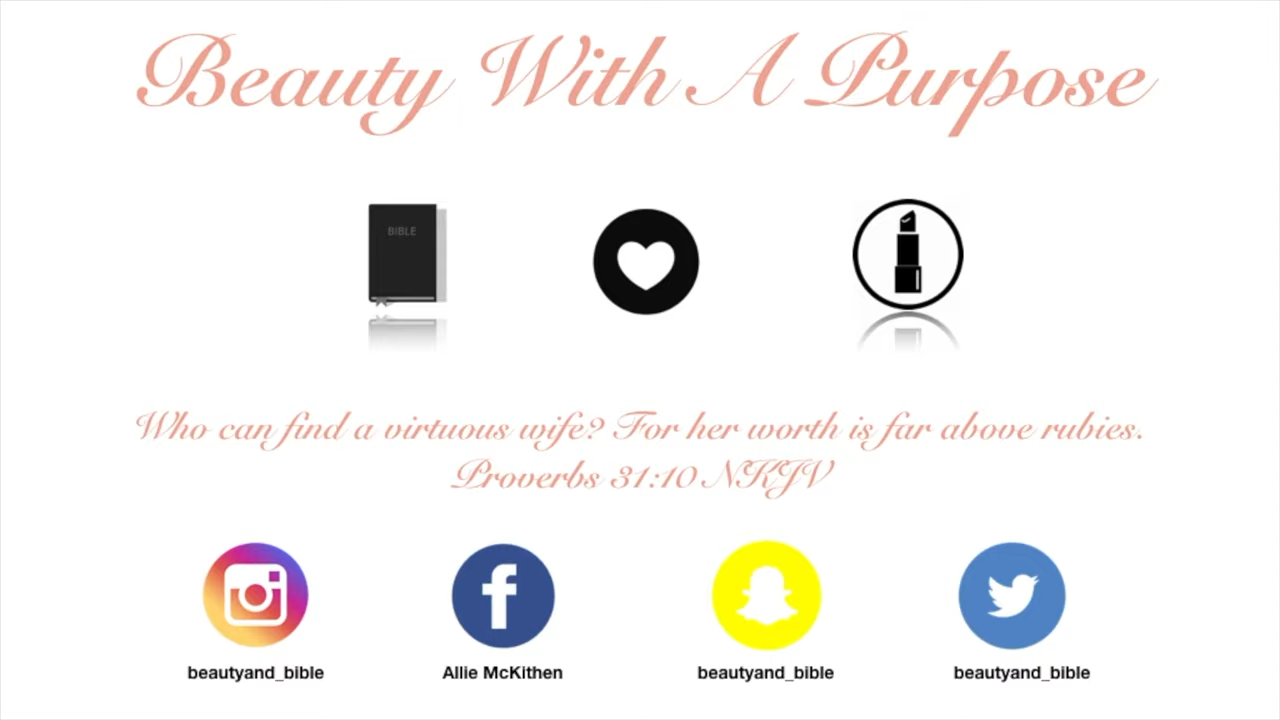 Beauty With A Purpose
BIBLE
Who can find a virtuous wife? For her worth is far above rubies.
Proverbs 31:10 NKJV
beautyand_bible
Allie McKithen
beautyand_bible
beautyand_bible